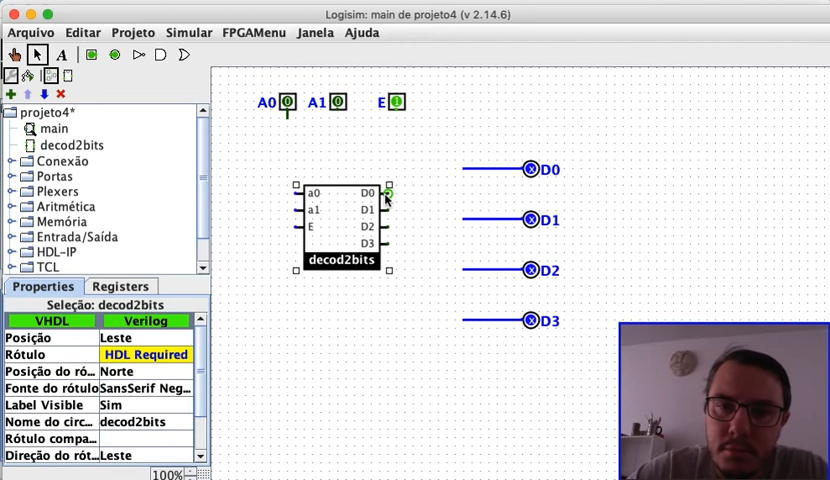 Logisim: main de projeto4 (v 2.14.6)
Arquivo Editar Projeto Simular FPGAMenu Janela Ajuda
A
projeto4*
main
decod2bits
Conexão
Portas
Plexers
Aritmética
Memória
Entrada/Saída
HDL-IP
TCL
Properties Registers
Seleção: decod2bits
VHDL Verilog
Posição Leste
Rótulo HDL Required
Posição do ró... Norte
Fonte do rótulo SansSerif Neg...
Label Visible Sim
Nome do circ... decod2bits
Rótulo compa...
Direção do rót... Leste
100%
A0 0 A1 0 E 1
a0 D0
a1 D1
E D2
D3
decod2bits
x D0
x D1
x D2
x D3